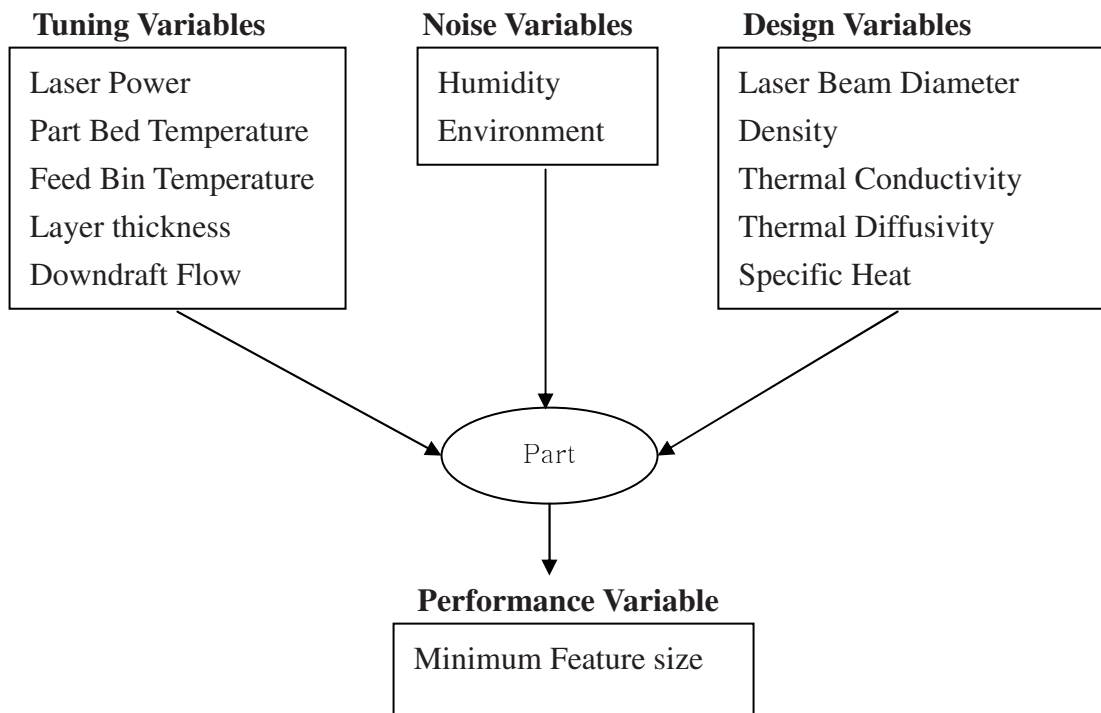 Tuning Variables
Laser Power
Part Bed Temperature
Feed Bin Temperature
Layer thickness
Downdraft Flow
Noise Variables
Humidity
Environment
Design Variables
Laser Beam Diameter
Density
Thermal Conductivity
Thermal Diffusivity
Specific Heat
Part
Performance Variable
Minimum Feature size